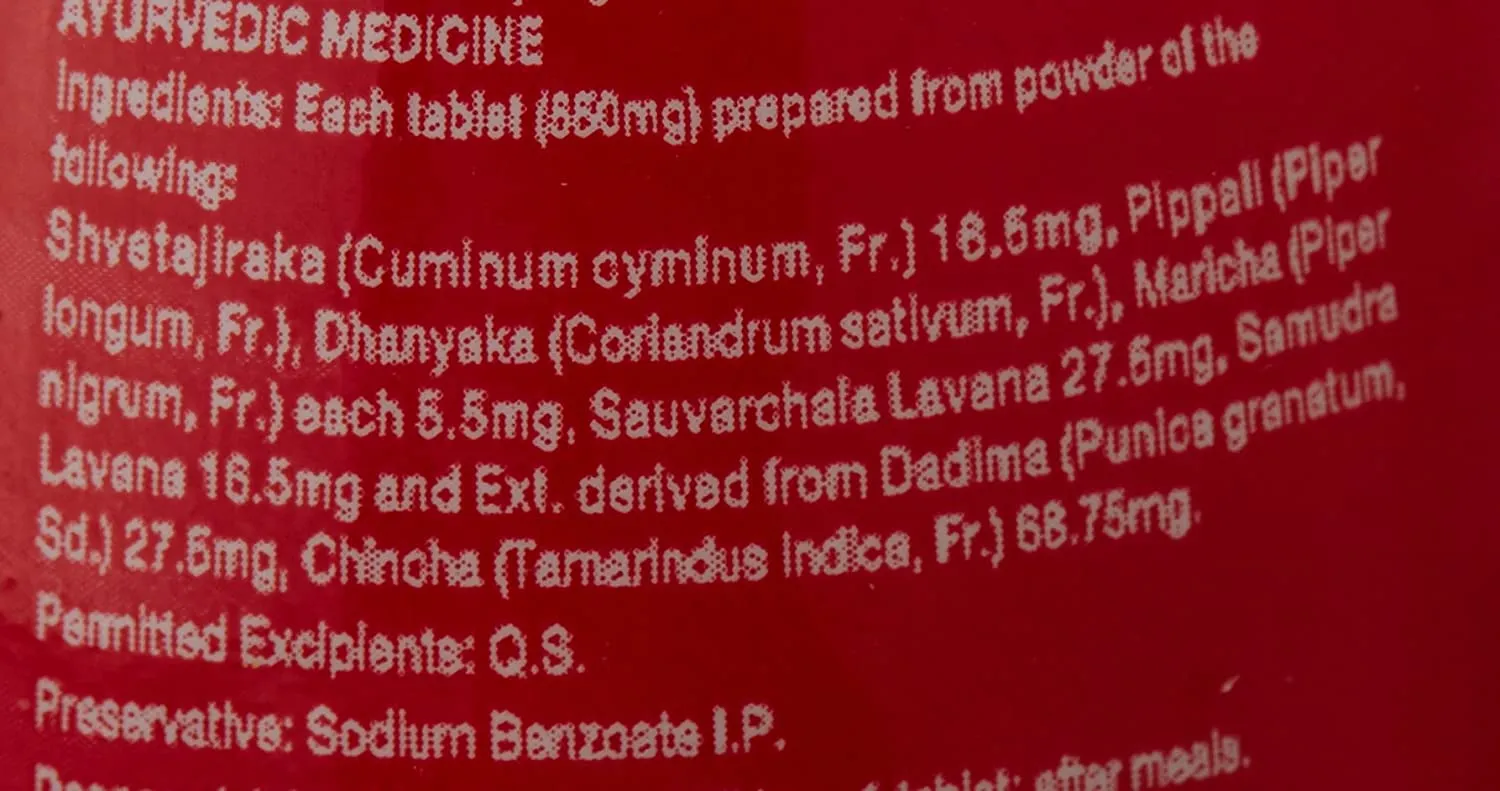 AYURVEDIC MEDICINE
Ingredients: Each tablet (550mg) prepared from powder of the
following:
Shvetajiraka (Cuminum cyminum, Fr.) 16.5mg, Pippali (Piper
longum, Fr.), Dhanyaka (Coriandrum sativum, Fr.), Maricha (Piper
nigrum, Fr.) each 5.5mg, Sauvarchala Lavana 27.5mg, Samudra
Lavana 16.5mg and Ext. derived from Dadima (Punica granatum,
Sd.) 27.5mg, Chincha (Tamarindus indica, Fr.) 68.75mg.
Permitted Excipients: Q.S.
Preservative: Sodium Benzoate I.P.
tablet; after meals.